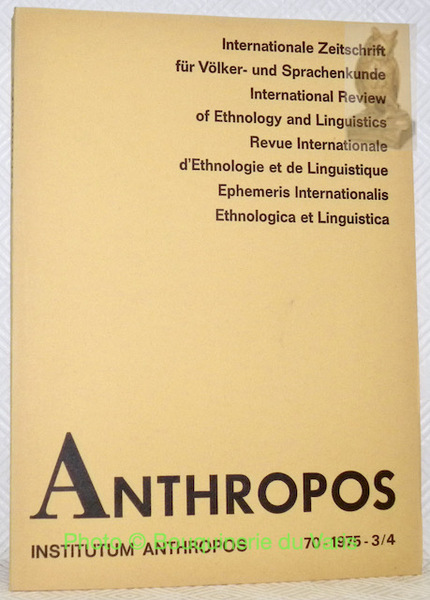 Internationale Zeitschrift
für Völker- und Sprachenkunde
International Review
of Ethnology and Linguistics
Revue Internationale
d'Ethnologie et de Linguistique
Ephemeris Internationalis
Ethnologica et Linguistica
ANTHROPOS
Photo © Bouquinerie du Varis
INSTITUTUM ANTHROPOS 70 - 1975 - 3/4